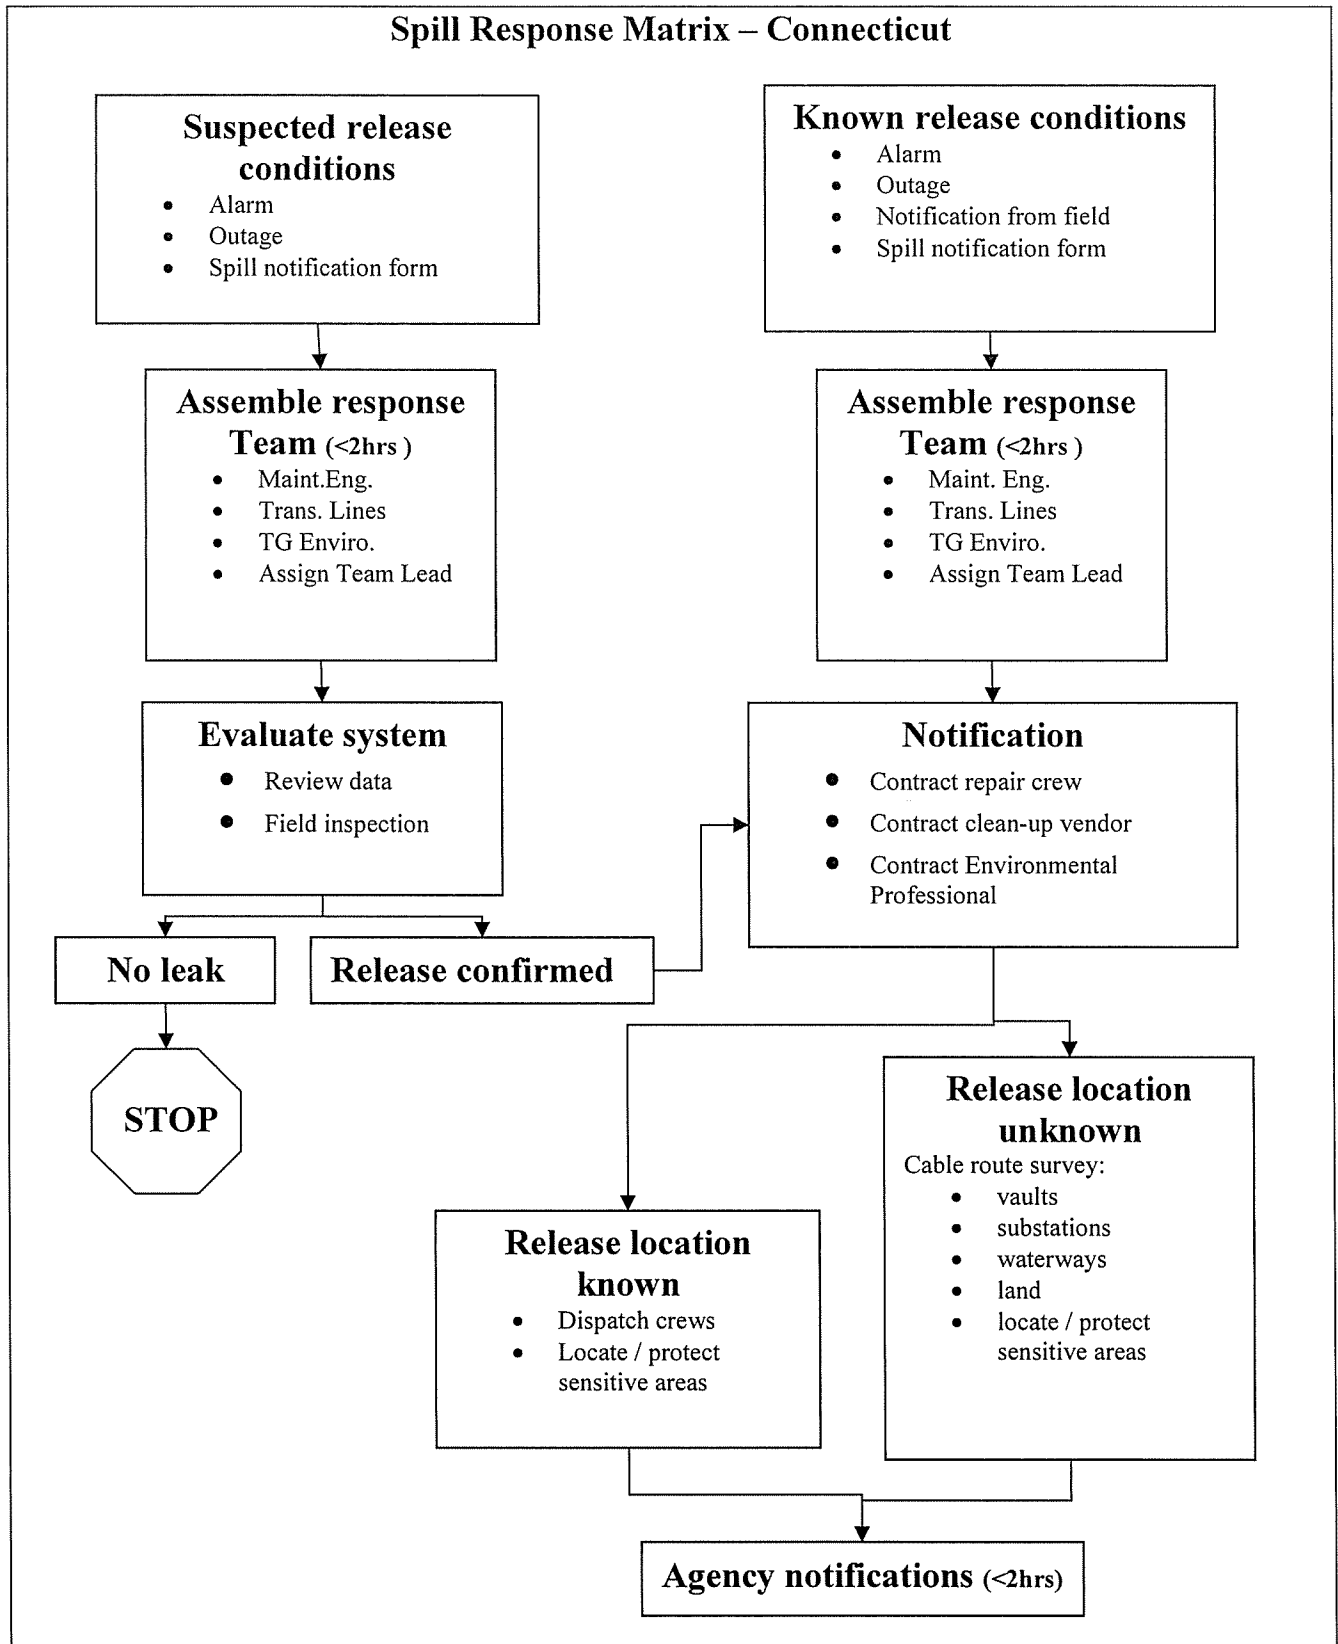 Spill Response Matrix – Connecticut
Suspected release
conditions
• Alarm
• Outage
• Spill notification form
Known release conditions
• Alarm
• Outage
• Notification from field
• Spill notification form
Assemble response
Team (<2hrs )
• Maint.Eng.
• Trans. Lines
• TG Enviro.
• Assign Team Lead
Assemble response
Team (<2hrs )
• Maint. Eng.
• Trans. Lines
• TG Enviro.
• Assign Team Lead
Evaluate system
• Review data
• Field inspection
Notification
• Contract repair crew
• Contract clean-up vendor
• Contract Environmental
Professional
No leak
Release confirmed
STOP
Release location
known
• Dispatch crews
• Locate / protect
sensitive areas
Release location
unknown
Cable route survey:
• vaults
• substations
• waterways
• land
• locate / protect
sensitive areas
Agency notifications (<2hrs)